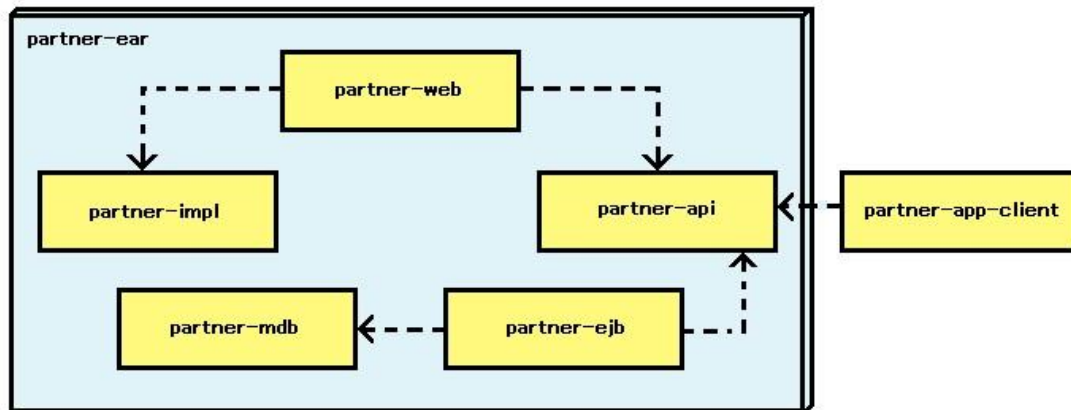 partner-ear
partner-web
partner-impl
partner-api
partner-app-client
partner-mdb
partner-ejb